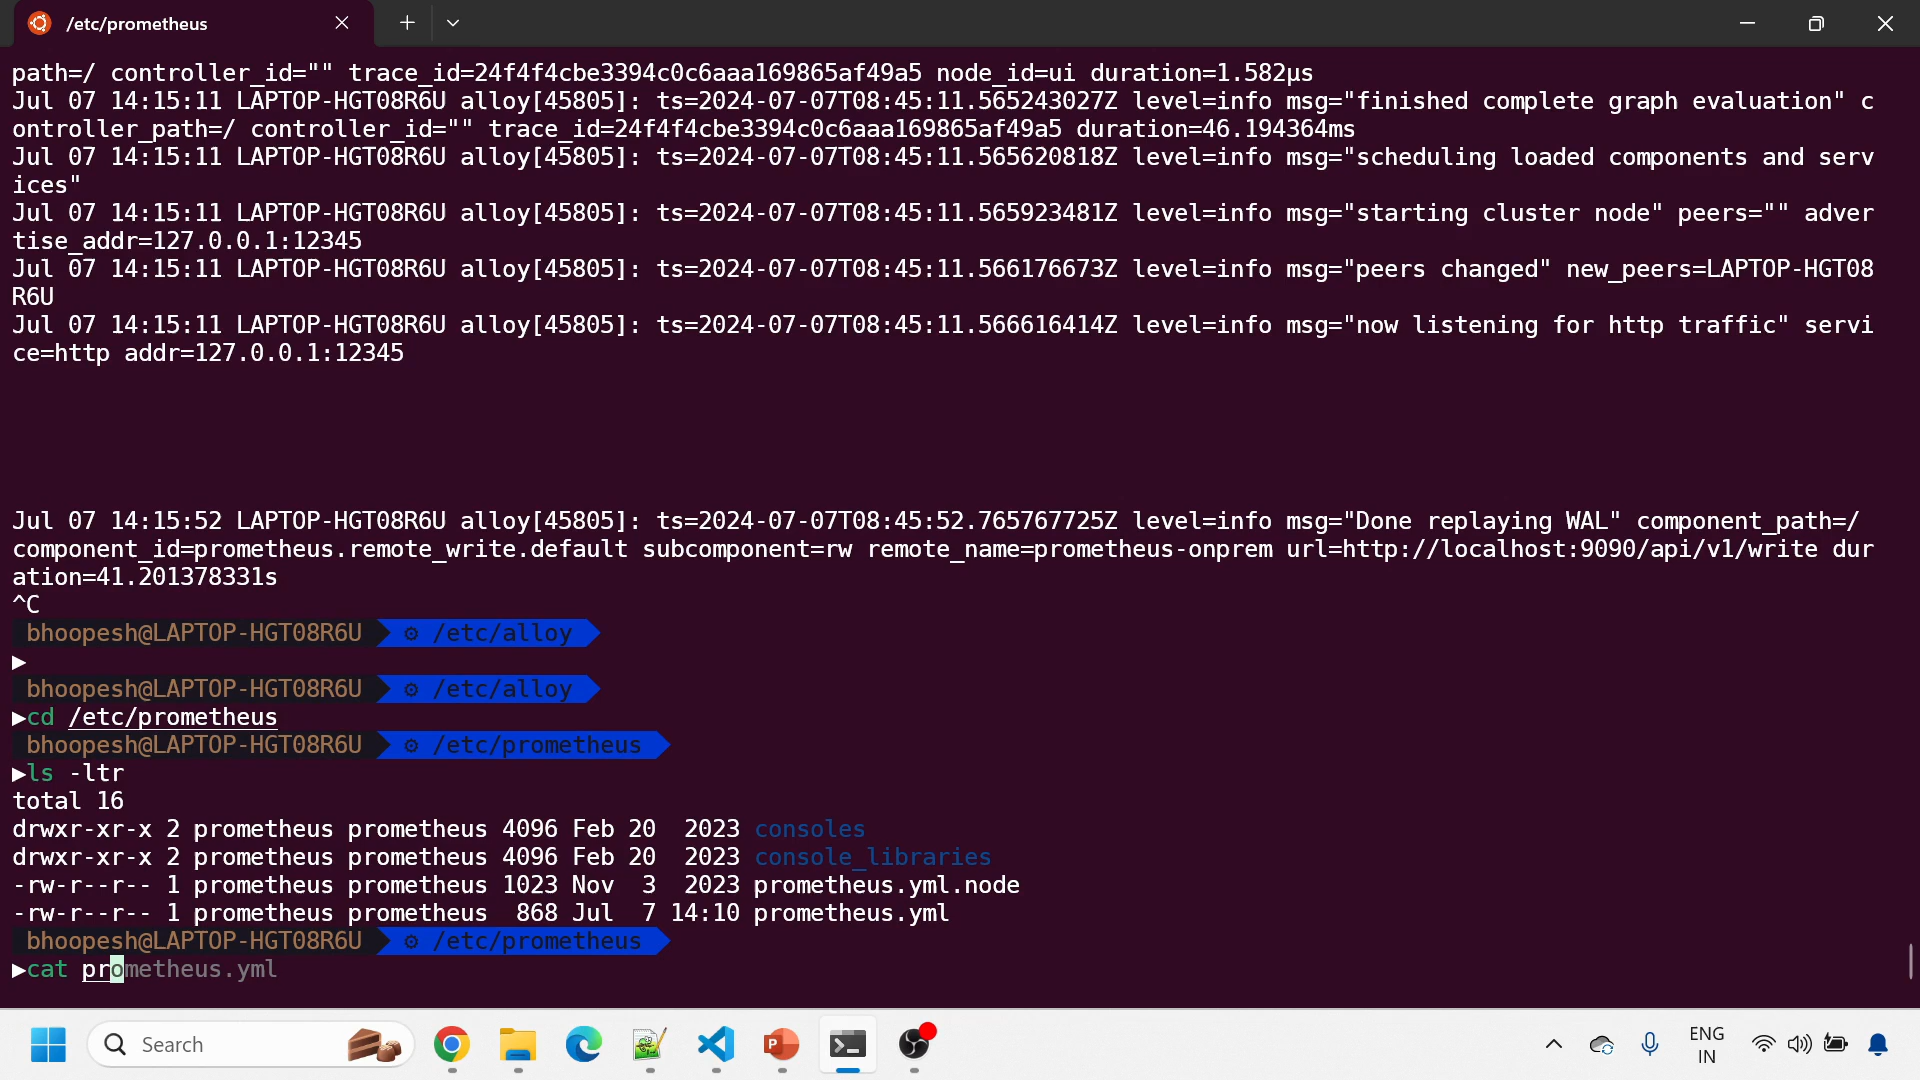 /etc/prometheus
path=/ controller_id="" trace_id=24f4f4cbe3394c0c6aaa169865af49a5 node_id=ui duration=1.582µs
Jul 07 14:15:11 LAPTOP-HGT08R6U alloy[45805]: ts=2024-07-07T08:45:11.565243027Z level=info msg="finished complete graph evaluation" c
ontroller_path=/ controller_id="" trace_id=24f4f4cbe3394c0c6aaa169865af49a5 duration=46.194364ms
Jul 07 14:15:11 LAPTOP-HGT08R6U alloy[45805]: ts=2024-07-07T08:45:11.565620818Z level=info msg="scheduling loaded components and serv
ices"
Jul 07 14:15:11 LAPTOP-HGT08R6U alloy[45805]: ts=2024-07-07T08:45:11.565923481Z level=info msg="starting cluster node" peers="" adver
tise_addr=127.0.0.1:12345
Jul 07 14:15:11 LAPTOP-HGT08R6U alloy[45805]: ts=2024-07-07T08:45:11.566176673Z level=info msg="peers changed" new_peers=LAPTOP-HGT08
R6U
Jul 07 14:15:11 LAPTOP-HGT08R6U alloy[45805]: ts=2024-07-07T08:45:11.566616414Z level=info msg="now listening for http traffic" servi
ce=http addr=127.0.0.1:12345
Jul 07 14:15:52 LAPTOP-HGT08R6U alloy[45805]: ts=2024-07-07T08:45:52.765767725Z level=info msg="Done replaying WAL" component_path=/
component_id=prometheus.remote_write.default subcomponent=rw remote_name=prometheus-onprem url=http://localhost:9090/api/v1/write dur
ation=41.201378331s
^C
bhoopesh@LAPTOP-HGT08R6U /etc/alloy
bhoopesh@LAPTOP-HGT08R6U /etc/alloy
cd /etc/prometheus
bhoopesh@LAPTOP-HGT08R6U /etc/prometheus
ls -ltr
total 16
drwxr-xr-x 2 prometheus prometheus 4096 Feb 20  2023 consoles
drwxr-xr-x 2 prometheus prometheus 4096 Feb 20  2023 console_libraries
-rw-r--r-- 1 prometheus prometheus 1023 Nov  3  2023 prometheus.yml.node
-rw-r--r-- 1 prometheus prometheus  868 Jul  7 14:10 prometheus.yml
bhoopesh@LAPTOP-HGT08R6U /etc/prometheus
cat prometheus.yml
Search
ENG
IN